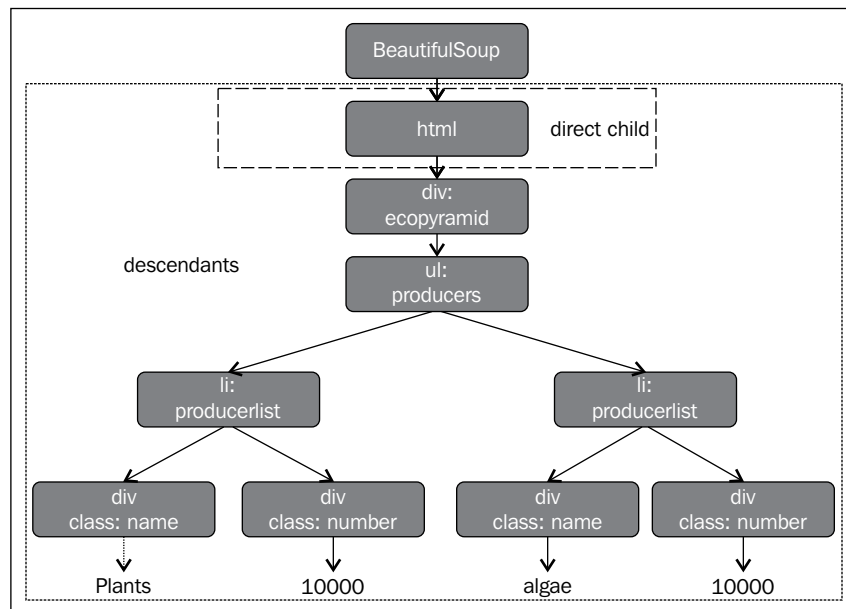 BeautifulSoup
html
direct child
div:
ecopyramid
descendants
ul:
producers
li:
producerlist
li:
producerlist
div
class: name
div
class: number
div
class: name
div
class: number
Plants
10000
algae
10000